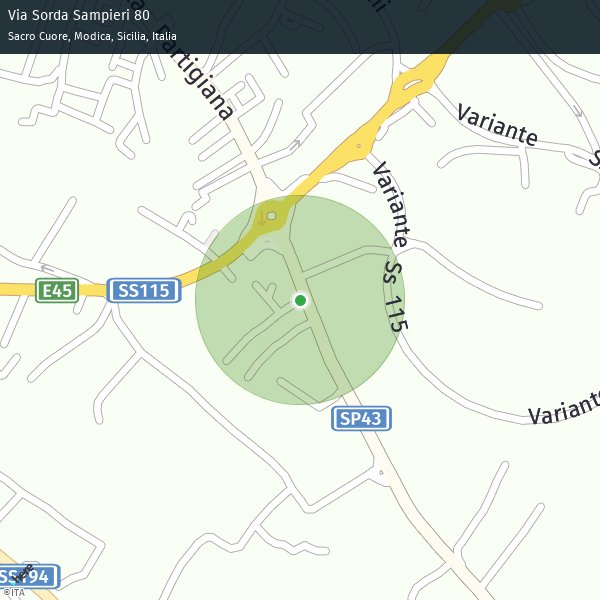 Via Sorda Sampieri 80
Sacro Cuore, Modica, Sicilia, Italia
Partigiana
Variante
Variante Ss 115
E45
SS115
SP43
Variante
SS194
©ITA